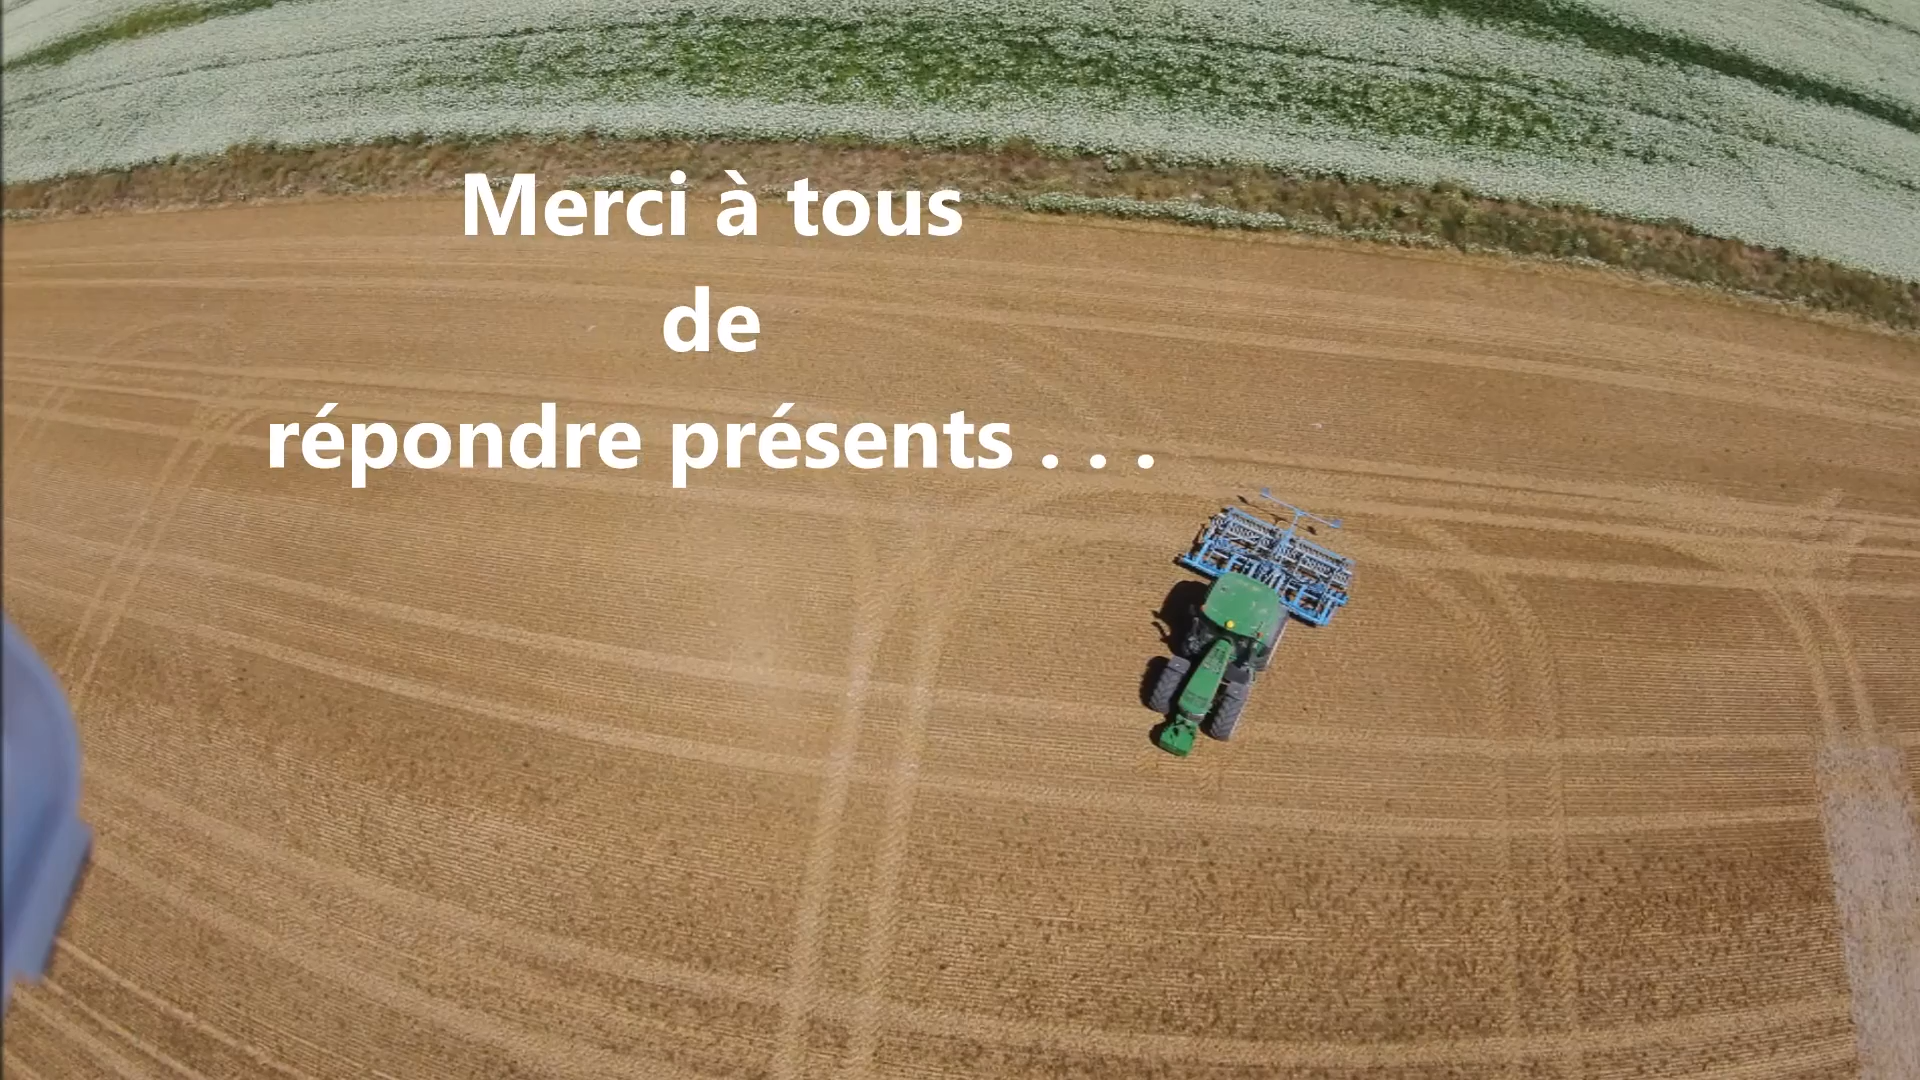 Merci à tous
de
répondre présents . . .